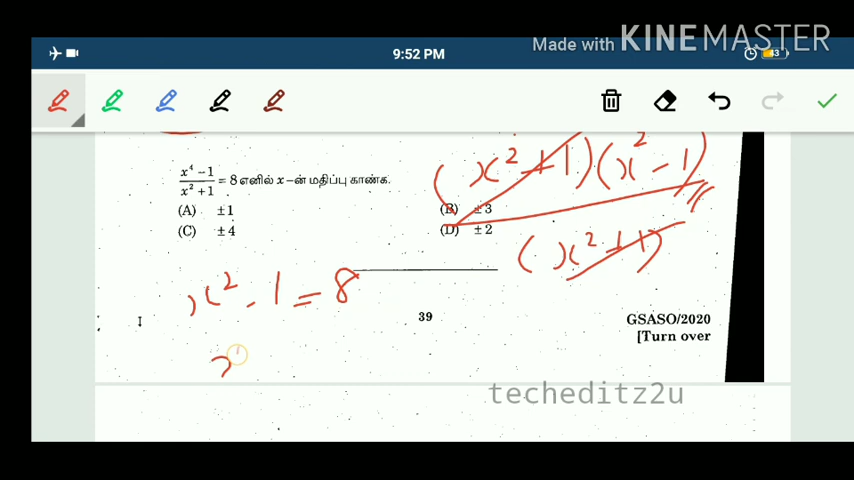 9:52 PM
Made with KINEMASTER
43
(x² + 1)(x² - 1)
(x² + 1)
x⁴ - 1 / x² + 1 = 8 எனில் x-ன் மதிப்பு காண்க.
(A) ± 1
(B) ± 3
(C) ± 4
(D) ± 2
x² - 1 = 8
39
GSASO/2020
[Turn over
techeditz2u